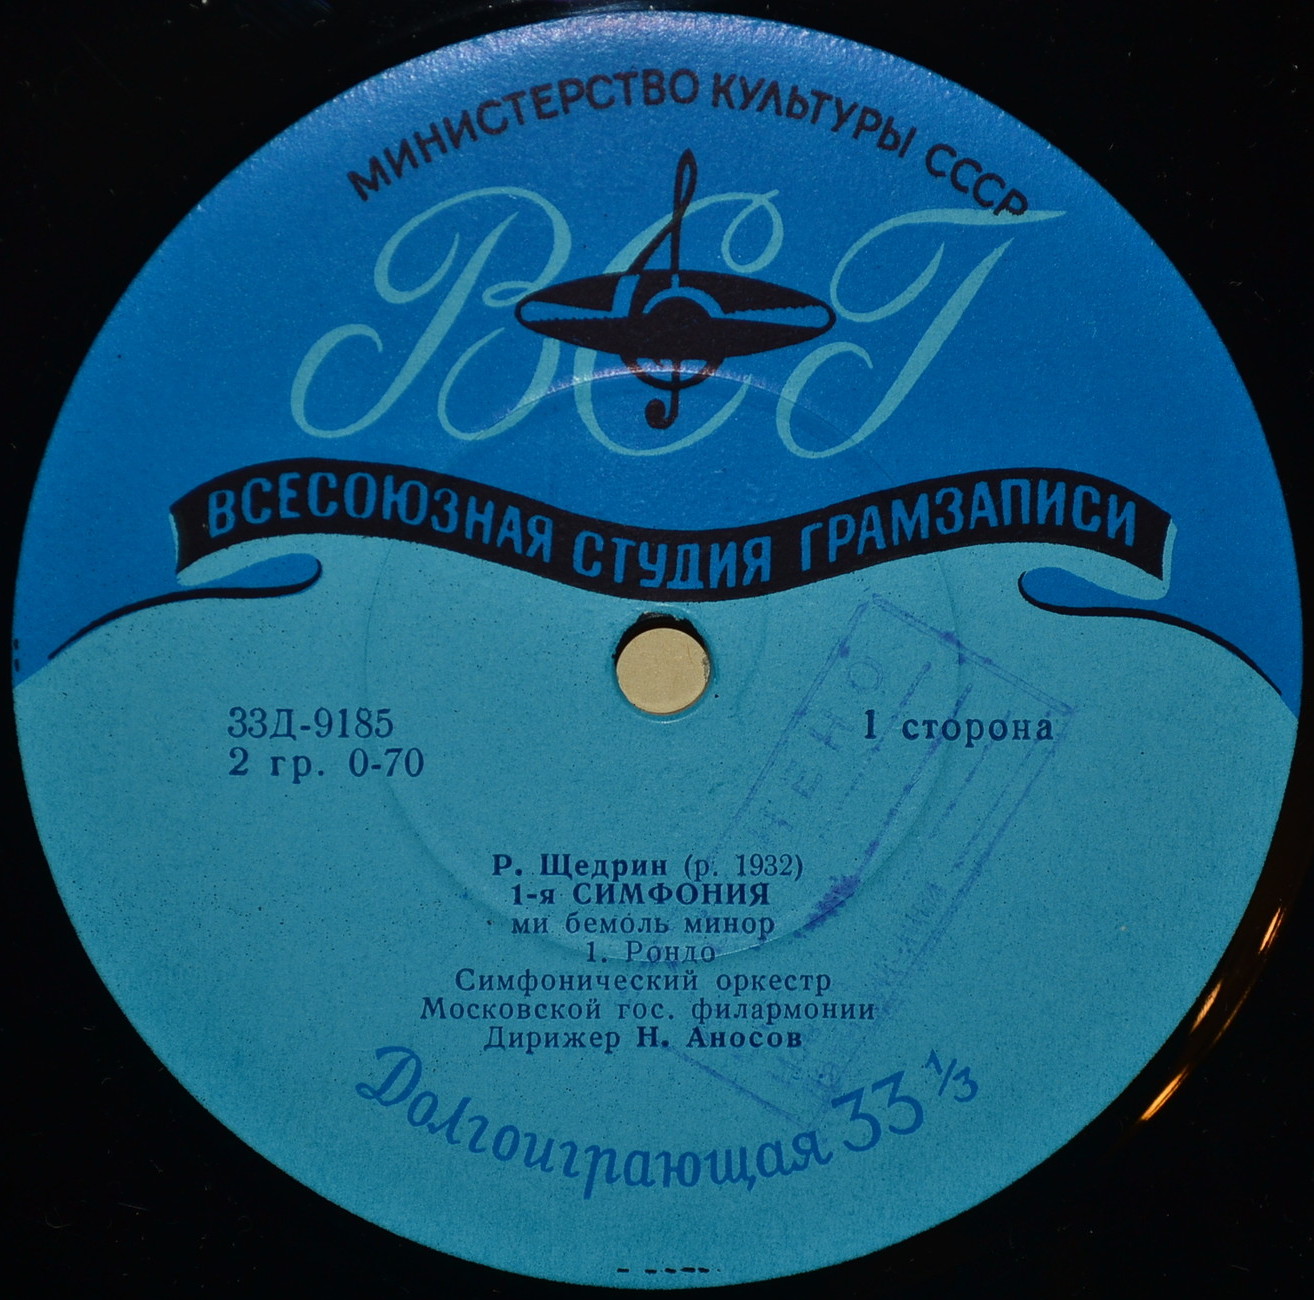 МИНИСТЕРСТВО КУЛЬТУРЫ СССР
ВСГ
ВСЕСОЮЗНАЯ СТУДИЯ ГРАМЗАПИСИ
33Д-9185
2 гр. 0-70
1 сторона
Р. Щедрин (р. 1932)
1-я СИМФОНИЯ
ми бемоль минор
1. Рондо
Симфонический оркестр
Московской гос. филармонии
Дирижер Н. Аносов
Долгоиграющая 33 1/3